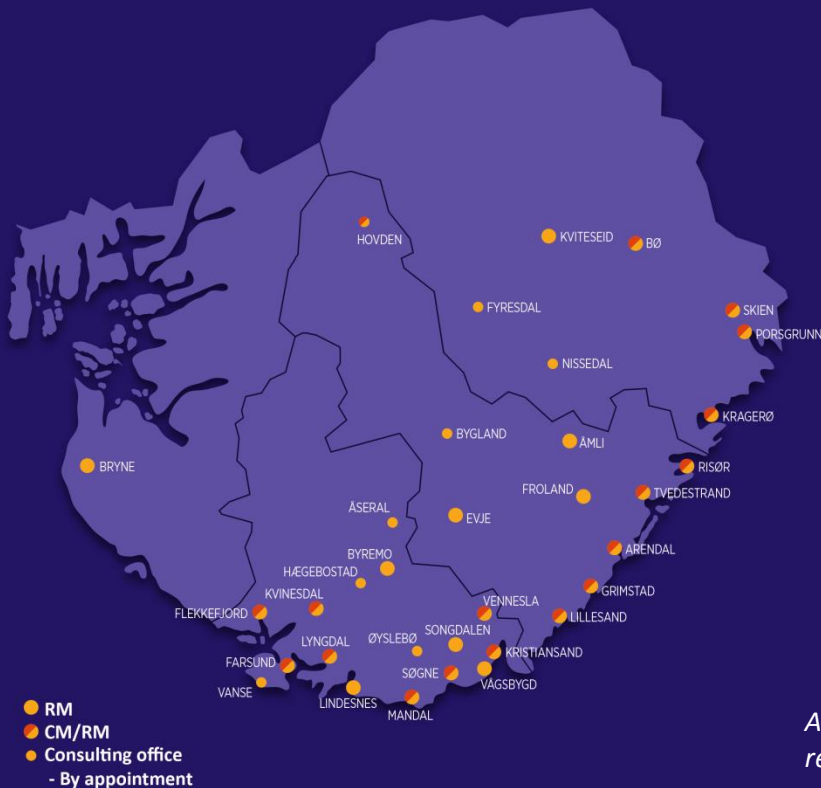 HOVDEN
KVITESEID
BØ
FYRESDAL
SKIEN
PORSGRUNN
NISSEDAL
KRAGERØ
BYGLAND
ÅMLI
BRYNE
RISØR
FROLAND
TVEDESTRAND
ÅSERAL
EVJE
ARENDAL
BYREMO
HÆGEBOSTAD
GRIMSTAD
KVINESDAL
VENNESLA
FLEKKEFJORD
LILLESAND
SONGDALEN
LYNGDAL
ØYSLEBØ
KRISTIANSAND
FARSUND
SØGNE
VÅGSBYGD
VANSE
LINDESNES
MANDAL
RM
CM/RM
Consulting office
- By appointment